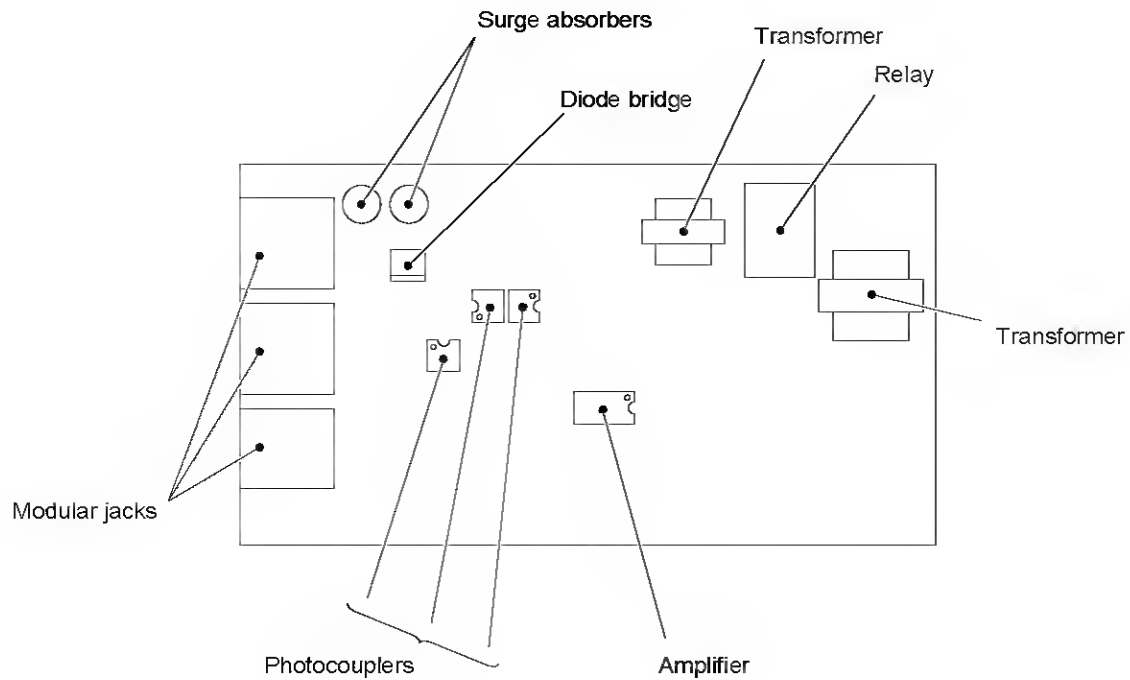 Surge absorbers
Transformer
Relay
Diode bridge
Transformer
Modular jacks
Photocouplers
Amplifier